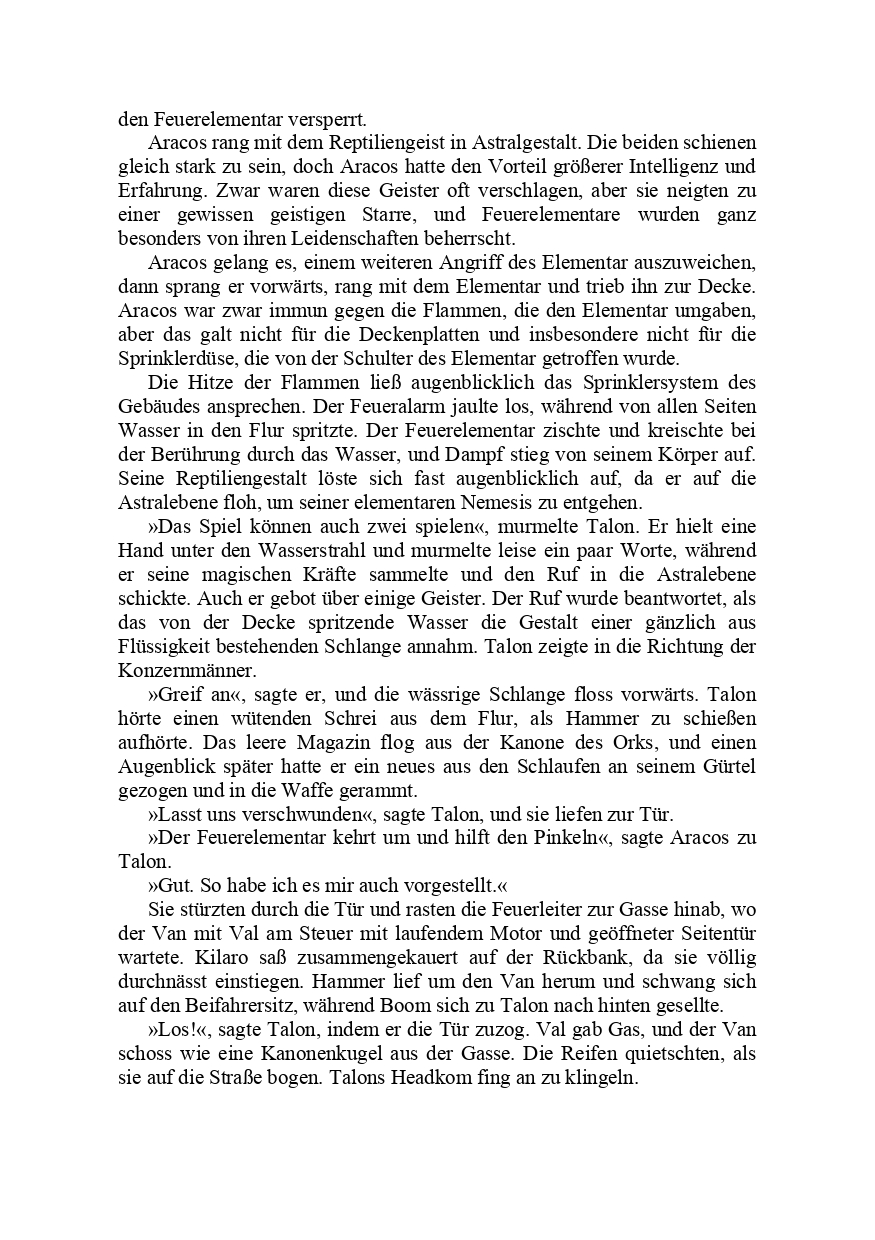 den Feuerelementar versperrt.
Aracos rang mit dem Reptiliengeist in Astralgestalt. Die beiden schienen
gleich stark zu sein, doch Aracos hatte den Vorteil größerer Intelligenz und
Erfahrung. Zwar waren diese Geister oft verschlagen, aber sie neigten zu
einer gewissen geistigen Starre, und Feuerelementare wurden ganz
besonders von ihren Leidenschaften beherrscht.
Aracos gelang es, einem weiteren Angriff des Elementar auszuweichen,
dann sprang er vorwärts, rang mit dem Elementar und trieb ihn zur Decke.
Aracos war zwar immun gegen die Flammen, die den Elementar umgaben,
aber das galt nicht für die Deckenplatten und insbesondere nicht für die
Sprinklerdüse, die von der Schulter des Elementar getroffen wurde.
Die Hitze der Flammen ließ augenblicklich das Sprinklersystem des
Gebäudes ansprechen. Der Feueralarm jaulte los, während von allen Seiten
Wasser in den Flur spritzte. Der Feuerelementar zischte und kreischte bei
der Berührung durch das Wasser, und Dampf stieg von seinem Körper auf.
Seine Reptiliengestalt löste sich fast augenblicklich auf, da er auf die
Astralebene floh, um seiner elementaren Nemesis zu entgehen.
»Das Spiel können auch zwei spielen«, murmelte Talon. Er hielt eine
Hand unter den Wasserstrahl und murmelte leise ein paar Worte, während
er seine magischen Kräfte sammelte und den Ruf in die Astralebene
schickte. Auch er gebot über einige Geister. Der Ruf wurde beantwortet, als
das von der Decke spritzende Wasser die Gestalt einer gänzlich aus
Flüssigkeit bestehenden Schlange annahm. Talon zeigte in die Richtung der
Konzernmänner.
»Greif an«, sagte er, und die wässrige Schlange floss vorwärts. Talon
hörte einen wütenden Schrei aus dem Flur, als Hammer zu schießen
aufhörte. Das leere Magazin flog aus der Kanone des Orks, und einen
Augenblick später hatte er ein neues aus den Schlaufen an seinem Gürtel
gezogen und in die Waffe gerammt.
»Lasst uns verschwunden«, sagte Talon, und sie liefen zur Tür.
»Der Feuerelementar kehrt um und hilft den Pinkeln«, sagte Aracos zu
Talon.
»Gut. So habe ich es mir auch vorgestellt.«
Sie stürzten durch die Tür und rasten die Feuerleiter zur Gasse hinab, wo
der Van mit Val am Steuer mit laufendem Motor und geöffneter Seitentür
wartete. Kilaro saß zusammengekauert auf der Rückbank, da sie völlig
durchnässt einstiegen. Hammer lief um den Van herum und schwang sich
auf den Beifahrersitz, während Boom sich zu Talon nach hinten gesellte.
»Los!«, sagte Talon, indem er die Tür zuzog. Val gab Gas, und der Van
schoss wie eine Kanonenkugel aus der Gasse. Die Reifen quietschten, als
sie auf die Straße bogen. Talons Headkom fing an zu klingeln.